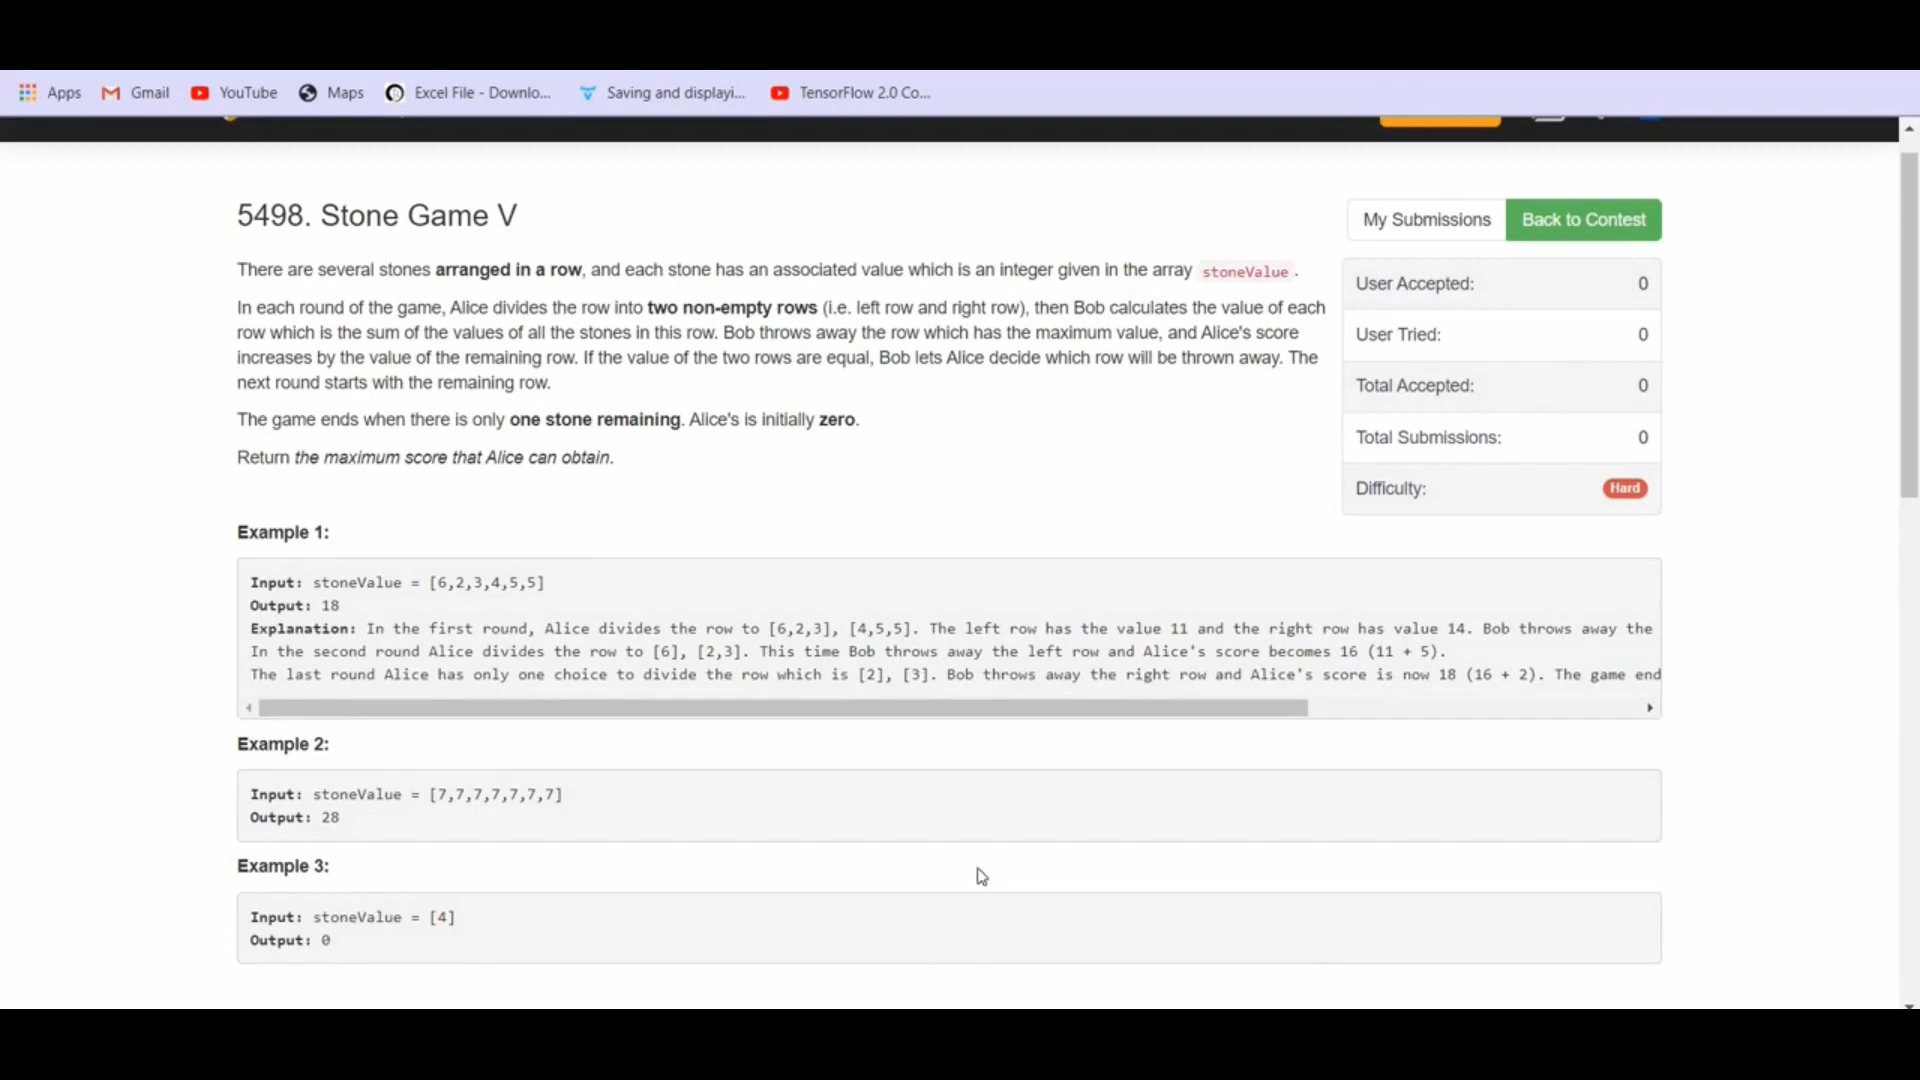 Apps Gmail YouTube Maps Excel File - Downlo... Saving and displayi... TensorFlow 2.0 Co...
5498. Stone Game V
My Submissions Back to Contest
There are several stones arranged in a row, and each stone has an associated value which is an integer given in the array stoneValue.
In each round of the game, Alice divides the row into two non-empty rows (i.e. left row and right row), then Bob calculates the value of each
row which is the sum of the values of all the stones in this row. Bob throws away the row which has the maximum value, and Alice's score
increases by the value of the remaining row. If the value of the two rows are equal, Bob lets Alice decide which row will be thrown away. The
next round starts with the remaining row.
The game ends when there is only one stone remaining. Alice's is initially zero.
Return the maximum score that Alice can obtain.
User Accepted: 0
User Tried: 0
Total Accepted: 0
Total Submissions: 0
Difficulty: Hard
Example 1:
Input: stoneValue = [6,2,3,4,5,5]
Output: 18
Explanation: In the first round, Alice divides the row to [6,2,3], [4,5,5]. The left row has the value 11 and the right row has value 14. Bob throws away the
In the second round Alice divides the row to [6], [2,3]. This time Bob throws away the left row and Alice's score becomes 16 (11 + 5).
The last round Alice has only one choice to divide the row which is [2], [3]. Bob throws away the right row and Alice's score is now 18 (16 + 2). The game end
Example 2:
Input: stoneValue = [7,7,7,7,7,7,7]
Output: 28
Example 3:
Input: stoneValue = [4]
Output: 0